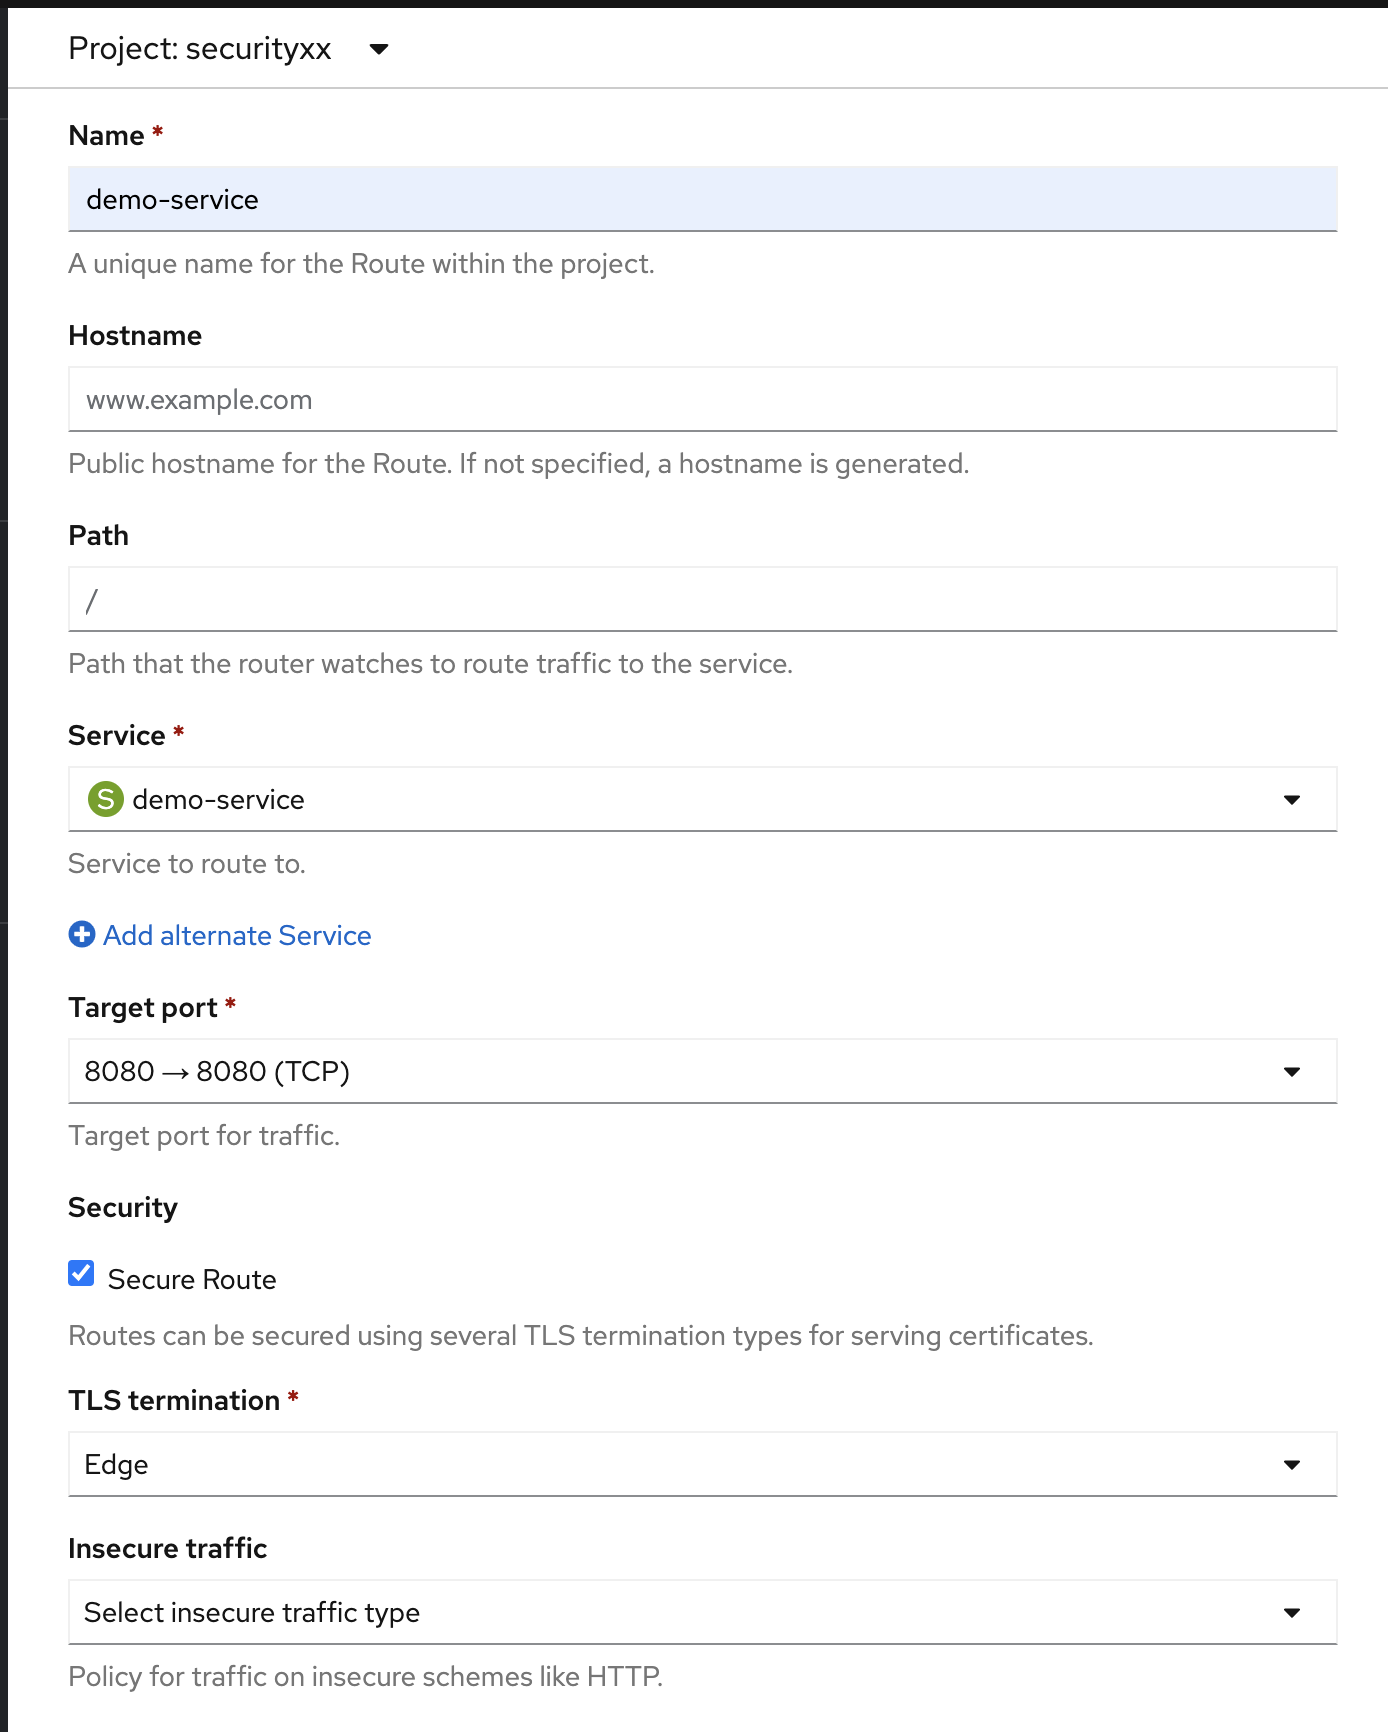 Project: securityxx
Name *
demo-service
A unique name for the Route within the project.
Hostname
www.example.com
Public hostname for the Route. If not specified, a hostname is generated.
Path
/
Path that the router watches to route traffic to the service.
Service *
S demo-service
Service to route to.
Add alternate Service
Target port *
8080 → 8080 (TCP)
Target port for traffic.
Security
Secure Route
Routes can be secured using several TLS termination types for serving certificates.
TLS termination *
Edge
Insecure traffic
Select insecure traffic type
Policy for traffic on insecure schemes like HTTP.